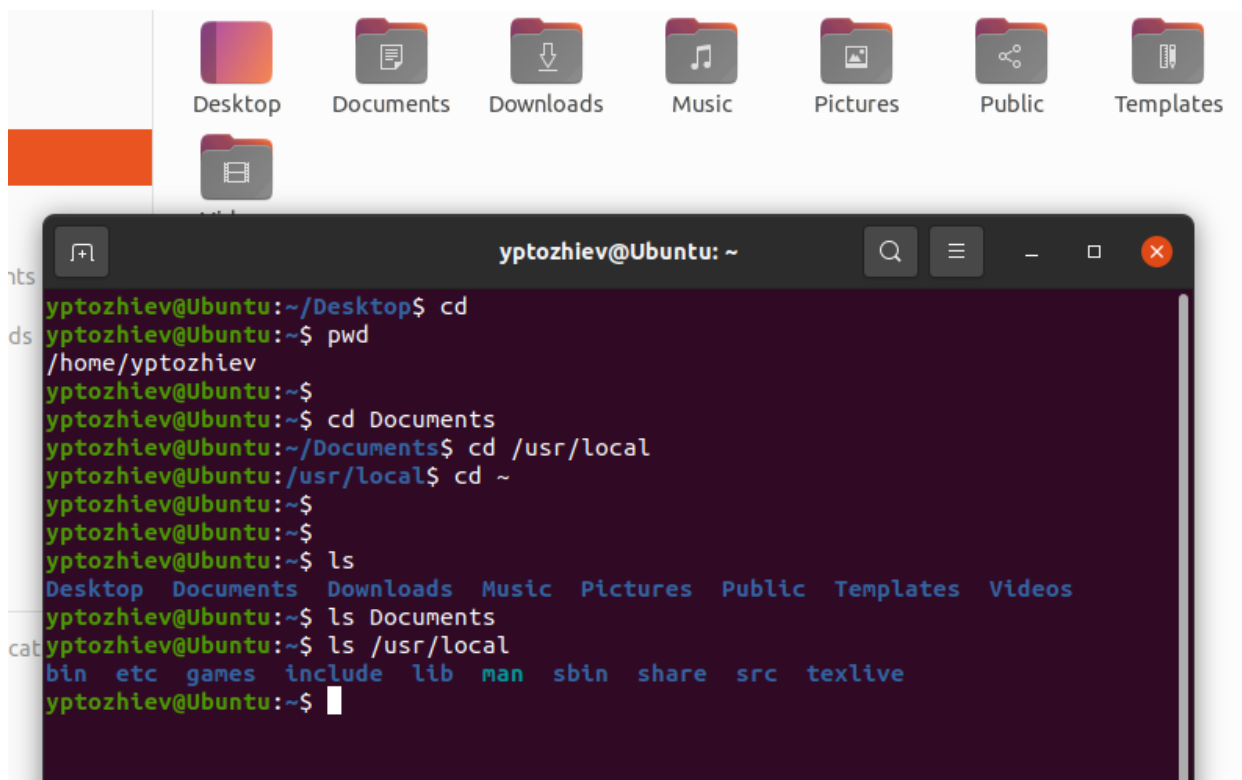 Desktop Documents Downloads Music Pictures Public Templates
yptozhiev@Ubuntu: ~
yptozhiev@Ubuntu:~/Desktop$ cd
yptozhiev@Ubuntu:~$ pwd
/home/yptozhiev
yptozhiev@Ubuntu:~$
yptozhiev@Ubuntu:~$ cd Documents
yptozhiev@Ubuntu:~/Documents$ cd /usr/local
yptozhiev@Ubuntu:/usr/local$ cd ~
yptozhiev@Ubuntu:~$
yptozhiev@Ubuntu:~$
yptozhiev@Ubuntu:~$ ls
Desktop Documents Downloads Music Pictures Public Templates Videos
yptozhiev@Ubuntu:~$ ls Documents
yptozhiev@Ubuntu:~$ ls /usr/local
bin etc games include lib man sbin share src texlive
yptozhiev@Ubuntu:~$